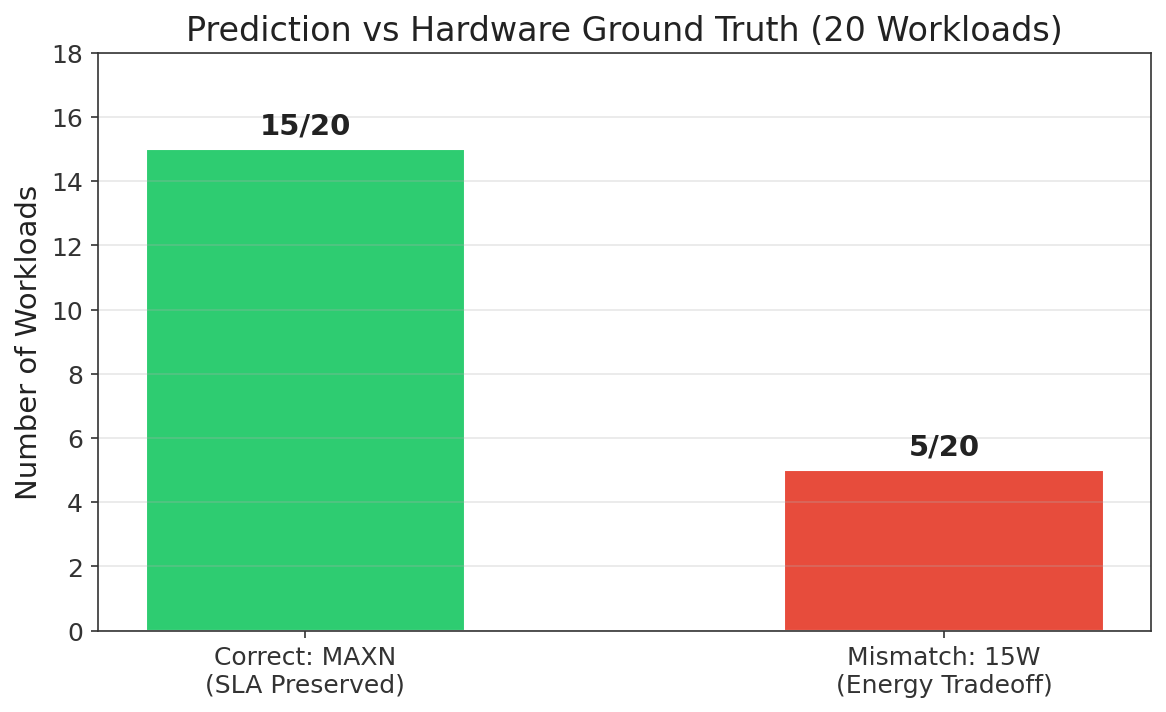 Prediction vs Hardware Ground Truth (20 Workloads)
Number of Workloads
18
16
14
12
10
8
6
4
2
0
15/20
5/20
Correct: MAXN
(SLA Preserved)
Mismatch: 15W
(Energy Tradeoff)